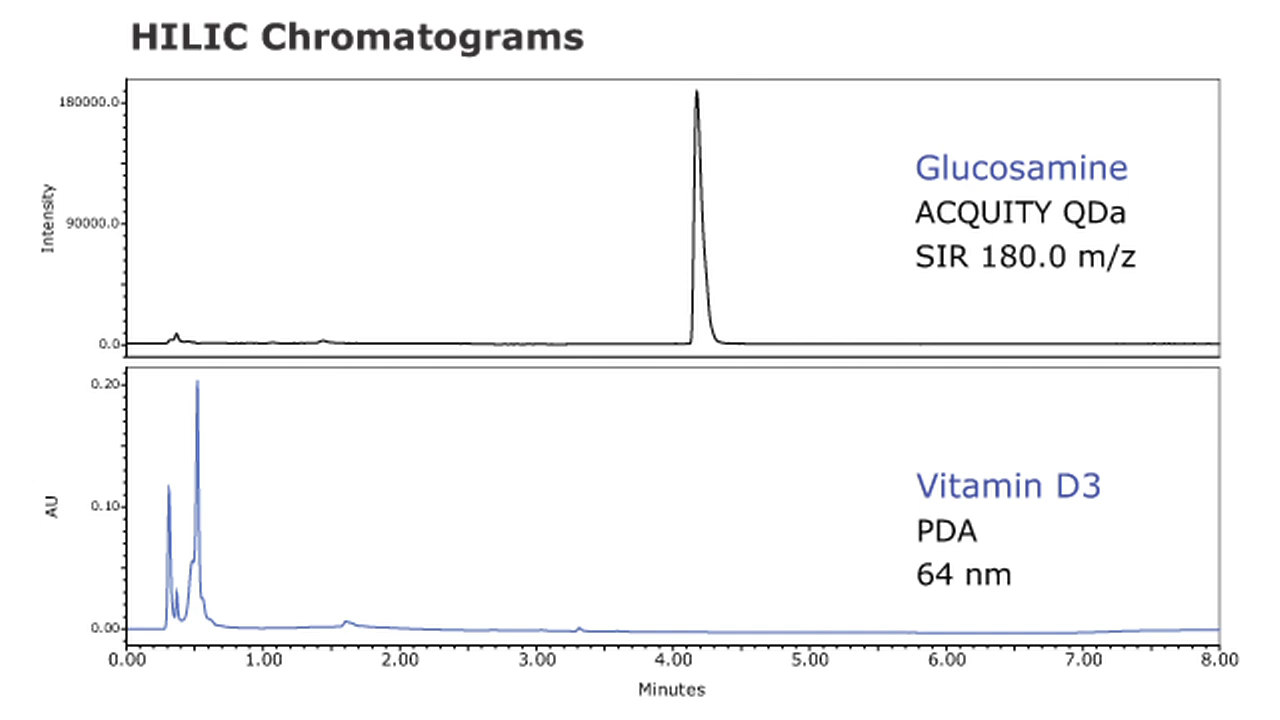 HILIC Chromatograms
180000.0
90000.0
0.0
Intensity
Glucosamine
ACQUITY QDa
SIR 180.0 m/z
0.20
0.10
0.00
AU
Vitamin D3
PDA
64 nm
0.00 1.00 2.00 3.00 4.00 5.00 6.00 7.00 8.00
Minutes